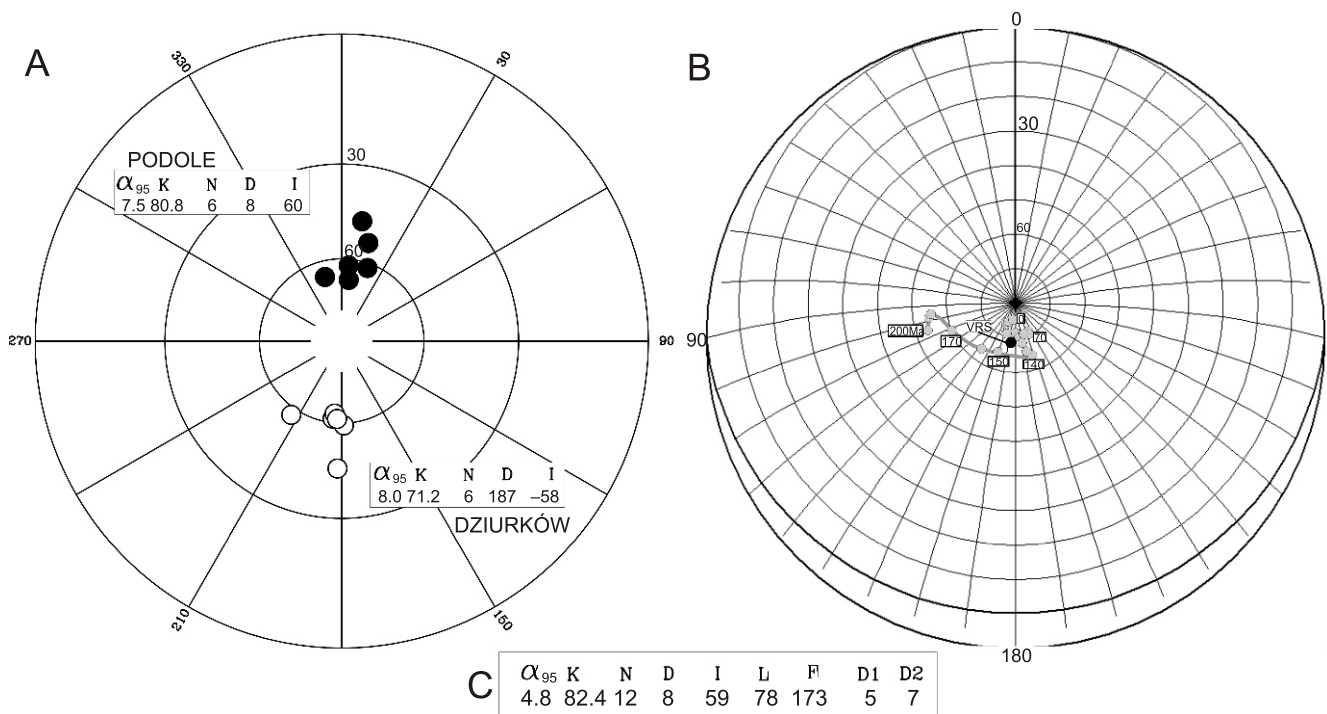 A
330
30
PODOLE
α95 K N D I
7.5 80.8 6 8 60
30
60
270
90
α95 K N D I
8.0 71.2 6 187 –58
DZIURKÓW
210
150
B
0
30
60
90
200Ma
170
VRS
0
70
150
140
180
C
α95 K N D I L F D1 D2
4.8 82.4 12 8 59 78 173 5 7